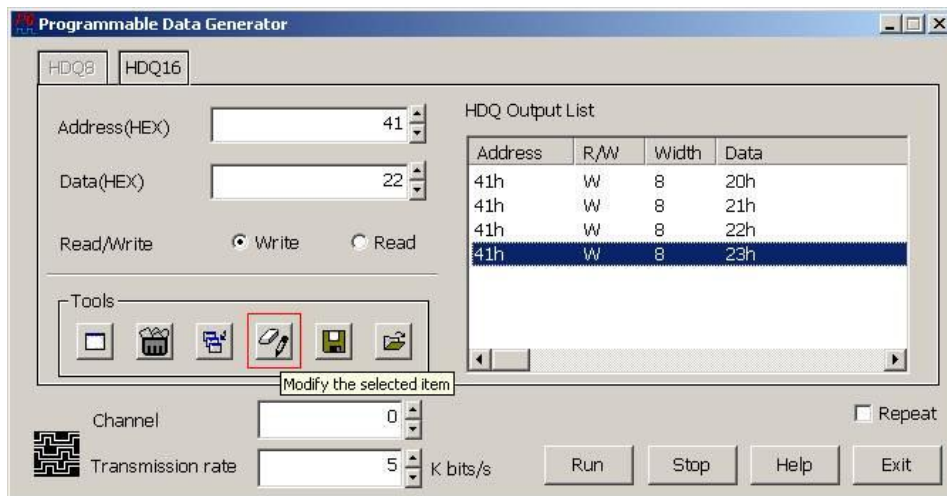 Programmable Data Generator
HDQ8 HDQ16
Address(HEX) 41
Data(HEX) 22
Read/Write Write Read
Tools
Modify the selected item
HDQ Output List
Address R/W Width Data
41h W 8 20h
41h W 8 21h
41h W 8 22h
41h W 8 23h
Channel 0
Repeat
Transmission rate 5 K bits/s
Run Stop Help Exit